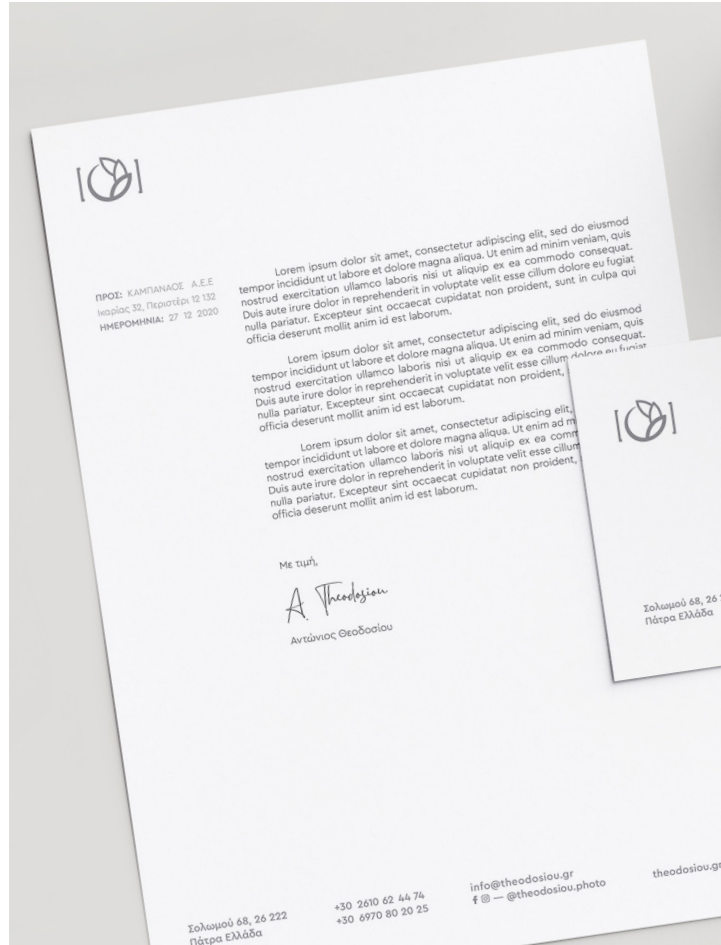 ΠΡΟΣ: ΚΑΜΠΑΝΑΟΣ Α.Ε.Ε
Ικαρίας 32, Περιστέρι 12 132
ΗΜΕΡΟΜΗΝΙΑ: 27 12 2020
Lorem ipsum dolor sit amet, consectetur adipiscing elit, sed do eiusmod
tempor incididunt ut labore et dolore magna aliqua. Ut enim ad minim veniam, quis
nostrud exercitation ullamco laboris nisi ut aliquip ex ea commodo consequat.
Duis aute irure dolor in reprehenderit in voluptate velit esse cillum dolore eu fugiat
nulla pariatur. Excepteur sint occaecat cupidatat non proident, sunt in culpa qui
officia deserunt mollit anim id est laborum.
Lorem ipsum dolor sit amet, consectetur adipiscing elit, sed do eiusmod
tempor incididunt ut labore et dolore magna aliqua. Ut enim ad minim veniam, quis
nostrud exercitation ullamco laboris nisi ut aliquip ex ea commodo consequat.
Duis aute irure dolor in reprehenderit in voluptate velit esse cillum dolore eu fugiat
nulla pariatur. Excepteur sint occaecat cupidatat non proident,
officia deserunt mollit anim id est laborum.
Lorem ipsum dolor sit amet, consectetur adipiscing elit,
tempor incididunt ut labore et dolore magna aliqua. Ut enim ad m
nostrud exercitation ullamco laboris nisi ut aliquip ex ea comm
Duis aute irure dolor in reprehenderit in voluptate velit esse cillum
nulla pariatur. Excepteur sint occaecat cupidatat non proident,
officia deserunt mollit anim id est laborum.
Με τιμή,
A. Theodosiou
Αντώνιος Θεοδοσίου
Σολωμού 68, 26 222
Πάτρα Ελλάδα
+30 2610 62 44 74
+30 6970 80 20 25
info@theodosiou.gr
— @theodosiou.photo
theodosiou.gr
Σολωμού 68, 26
Πάτρα Ελλάδα